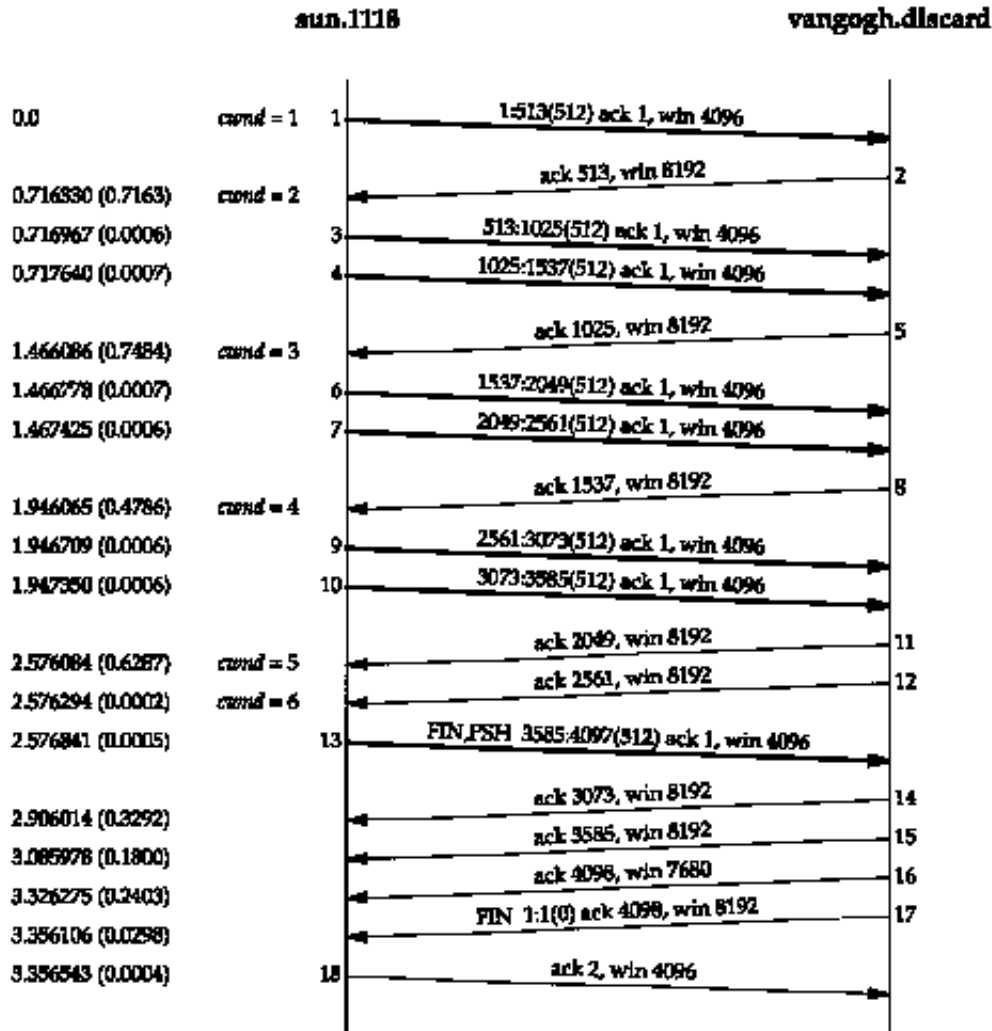 sun.1118 vangogh.discard
0.0 cwnd = 1 1 1:513(512) ack 1, win 4096
ack 513, win 8192 2
0.716330 (0.7163) cwnd = 2
0.716967 (0.0006) 3 513:1025(512) ack 1, win 4096
0.717640 (0.0007) 4 1025:1537(512) ack 1, win 4096
ack 1025, win 8192 5
1.466086 (0.7484) cwnd = 3
1.466778 (0.0007) 6 1537:2049(512) ack 1, win 4096
1.467425 (0.0006) 7 2049:2561(512) ack 1, win 4096
ack 1537, win 8192 8
1.946065 (0.4786) cwnd = 4
1.946709 (0.0006) 9 2561:3073(512) ack 1, win 4096
1.947350 (0.0006) 10 3073:3585(512) ack 1, win 4096
ack 2049, win 8192 11
2.576084 (0.6287) cwnd = 5
ack 2561, win 8192 12
2.576294 (0.0002) cwnd = 6
2.576841 (0.0005) 13 FIN,PSH 3585:4097(512) ack 1, win 4096
ack 3073, win 8192 14
2.906014 (0.3292)
ack 3585, win 8192 15
3.085978 (0.1800)
ack 4098, win 7680 16
3.326275 (0.2403)
FIN 1:1(0) ack 4098, win 8192 17
3.356106 (0.0298)
3.356543 (0.0004) 18 ack 2, win 4096